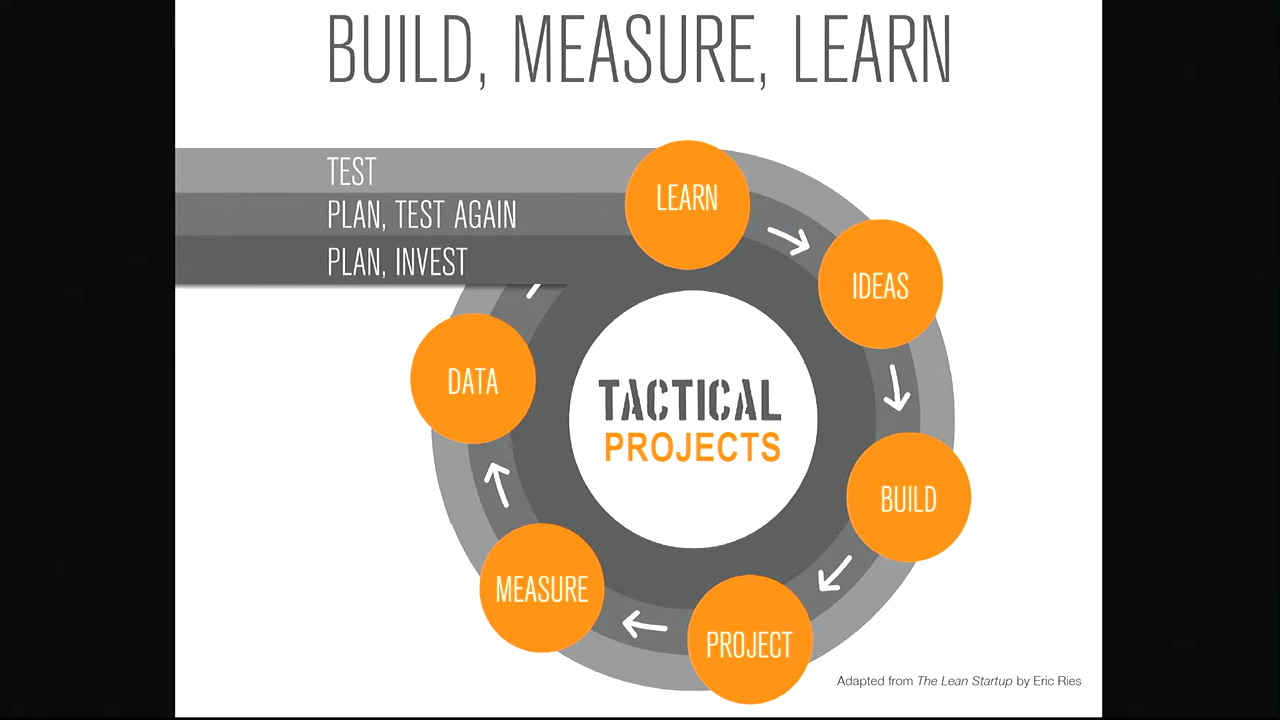 BUILD, MEASURE, LEARN
TEST
PLAN, TEST AGAIN
PLAN, INVEST
LEARN
IDEAS
BUILD
PROJECT
MEASURE
DATA
TACTICAL
PROJECTS
Adapted from The Lean Startup by Eric Ries